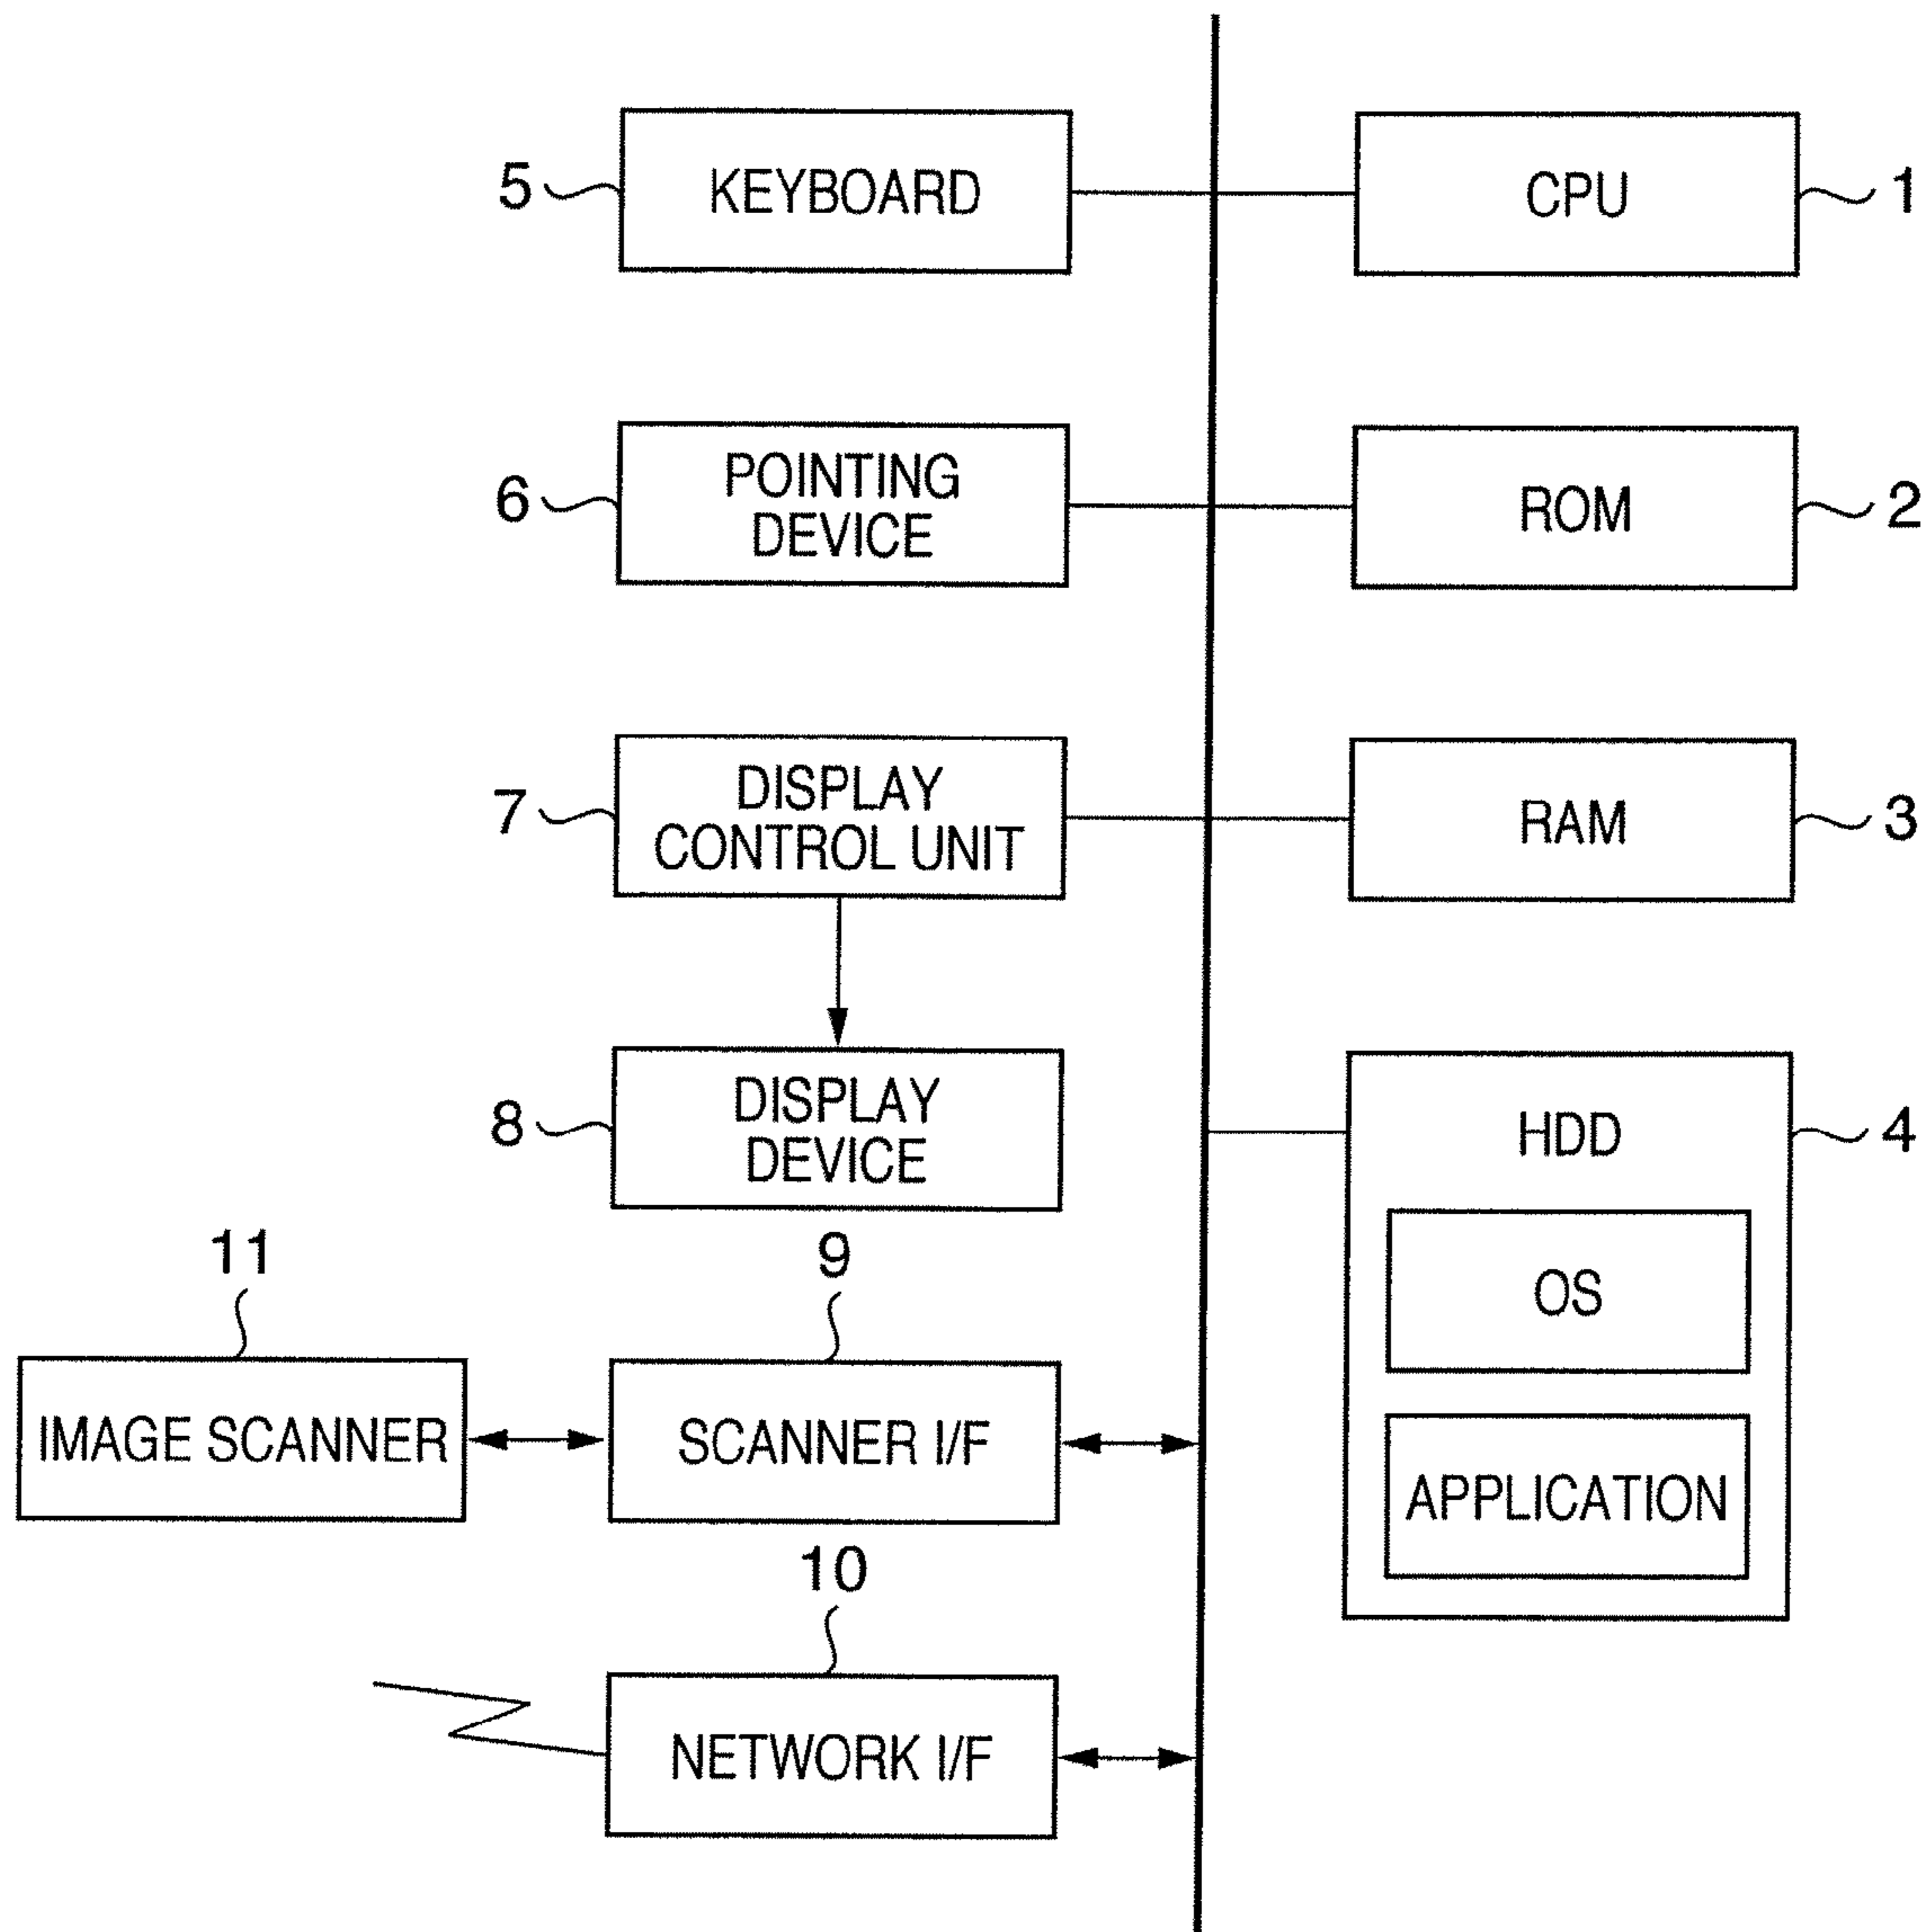 5
KEYBOARD
CPU
1
6
POINTING
DEVICE
ROM
2
7
DISPLAY
CONTROL UNIT
RAM
3
8
DISPLAY
DEVICE
HDD
4
OS
APPLICATION
11
IMAGE SCANNER
9
SCANNER I/F
10
NETWORK I/F